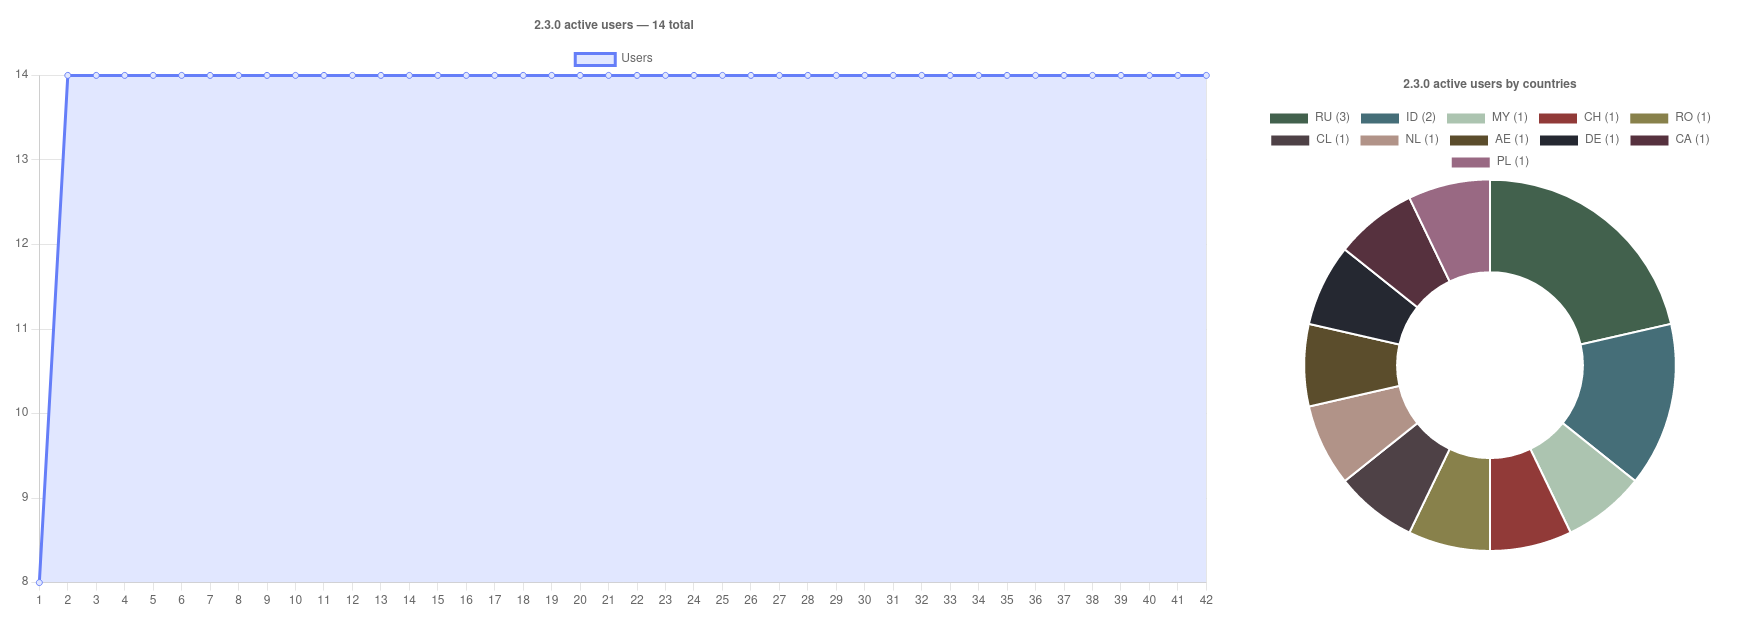 2.3.0 active users — 14 total
Users
14
13
12
11
10
9
8
1 2 3 4 5 6 7 8 9 10 11 12 13 14 15 16 17 18 19 20 21 22 23 24 25 26 27 28 29 30 31 32 33 34 35 36 37 38 39 40 41 42
2.3.0 active users by countries
RU (3) ID (2) MY (1) CH (1) RO (1)
CL (1) NL (1) AE (1) DE (1) CA (1)
PL (1)